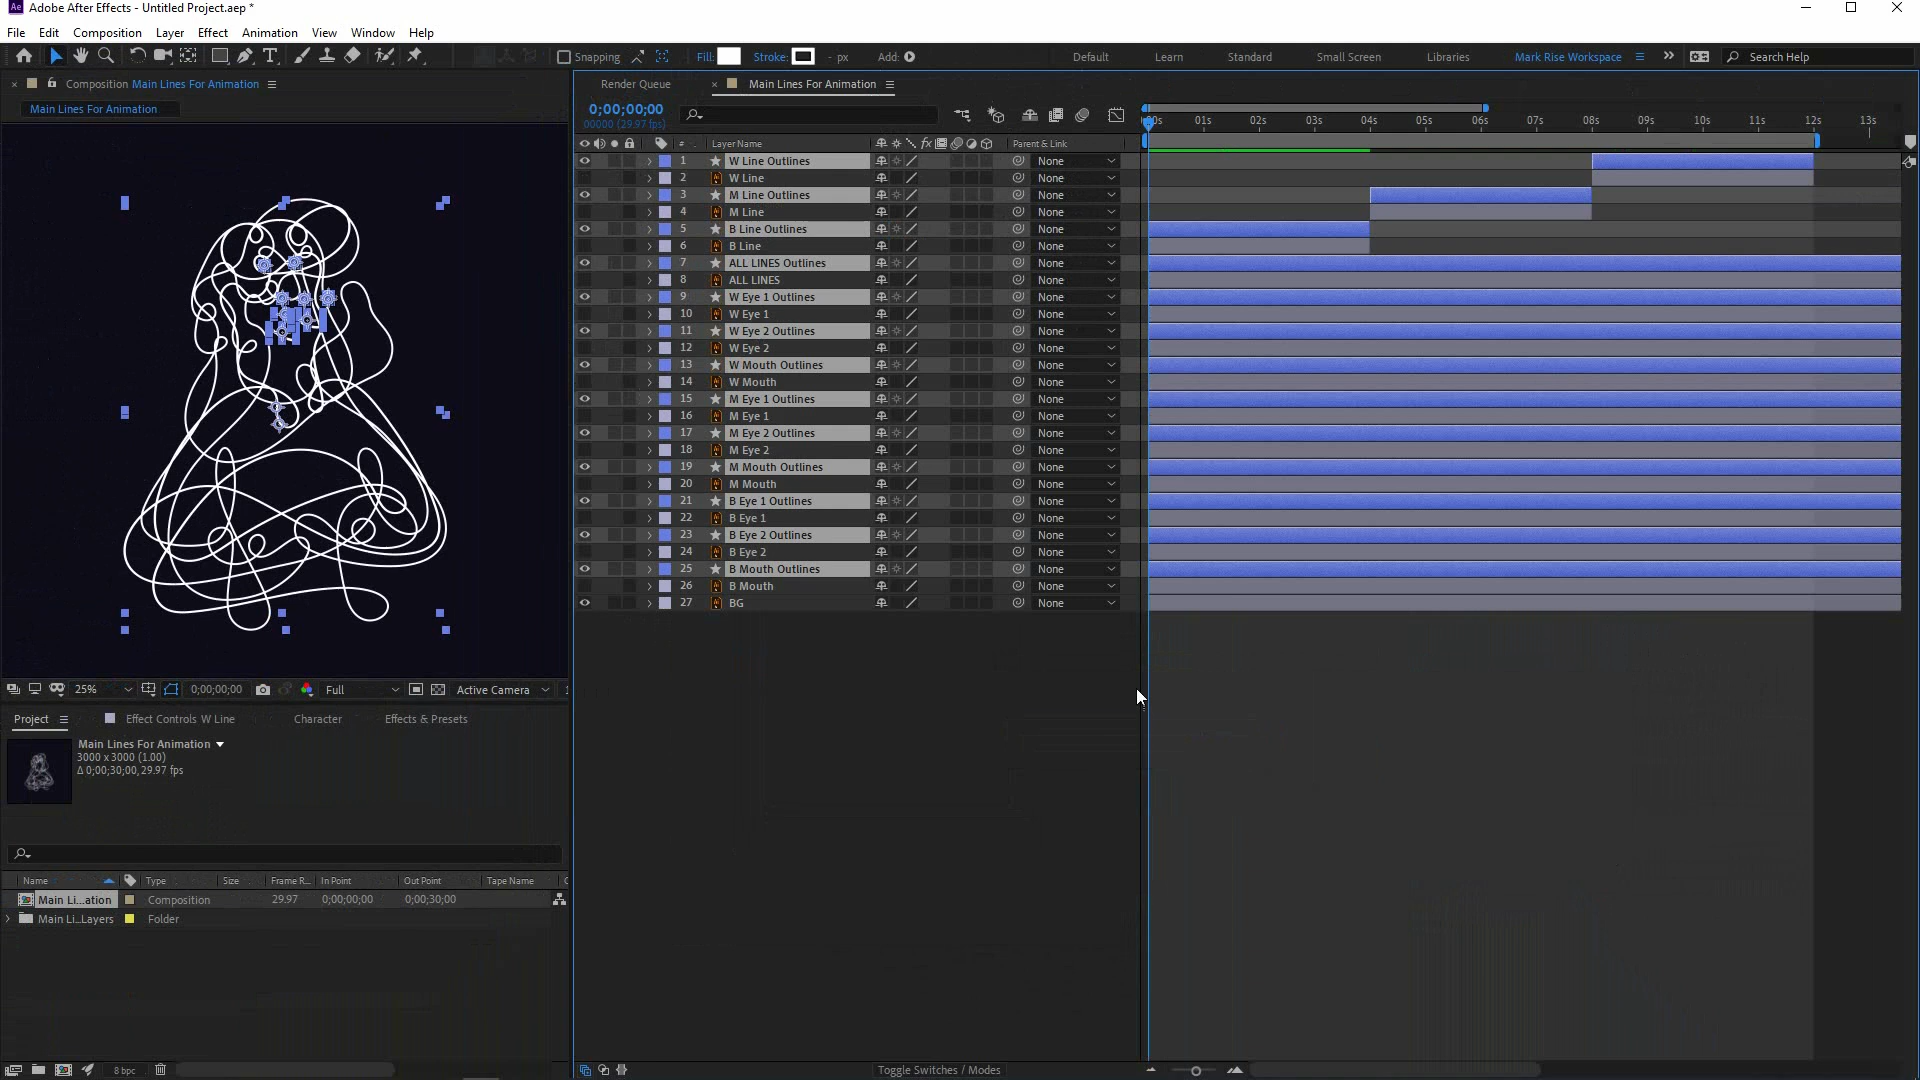 Adobe After Effects - Untitled Project.aep *
File Edit Composition Layer Effect Animation View Window Help
Snapping Fill: Stroke: - px Add: Default Learn Standard Small Screen Libraries Mark Rise Workspace Search Help
Composition Main Lines For Animation
Main Lines For Animation
Render Queue Main Lines For Animation
0;00;00;00
00000 (29.97 fps)
01s 02s 03s 04s 05s 06s 07s 08s 09s 10s 11s 12s 13s
# Layer Name Parent & Link
1 W Line Outlines None
2 W Line None
3 M Line Outlines None
4 M Line None
5 B Line Outlines None
6 B Line None
7 ALL LINES Outlines None
8 ALL LINES None
9 W Eye 1 Outlines None
10 W Eye 1 None
11 W Eye 2 Outlines None
12 W Eye 2 None
13 W Mouth Outlines None
14 W Mouth None
15 M Eye 1 Outlines None
16 M Eye 1 None
17 M Eye 2 Outlines None
18 M Eye 2 None
19 M Mouth Outlines None
20 M Mouth None
21 B Eye 1 Outlines None
22 B Eye 1 None
23 B Eye 2 Outlines None
24 B Eye 2 None
25 B Mouth Outlines None
26 B Mouth None
27 BG None
25% 0;00;00;00 Full Active Camera 1
Project Effect Controls W Line Character Effects & Presets
Main Lines For Animation
3000 x 3000 (1.00)
Δ 0;00;30;00, 29.97 fps
Name Type Size Frame R... In Point Out Point Tape Name
Main Li...ation Composition 29.97 0;00;00;00 0;00;30;00
Main Li...Layers Folder
8 bpc
Toggle Switches / Modes